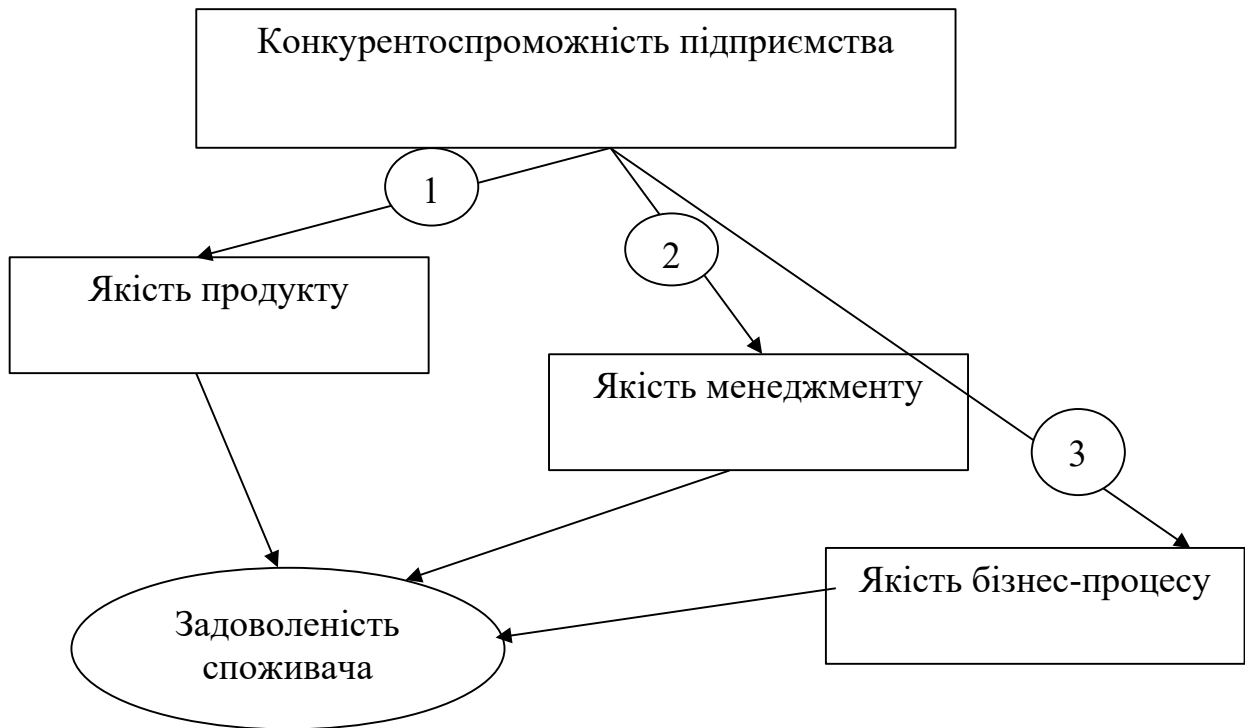 Конкурентоспроможність підприємства
1
2
Якість продукту
Якість менеджменту
3
Якість бізнес-процесу
Задоволеність
споживача